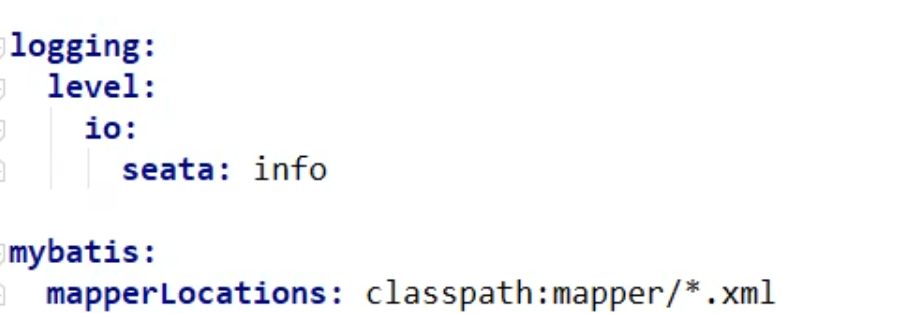 logging:
  level:
    io:
      seata: info
mybatis:
  mapperLocations: classpath:mapper/*.xml